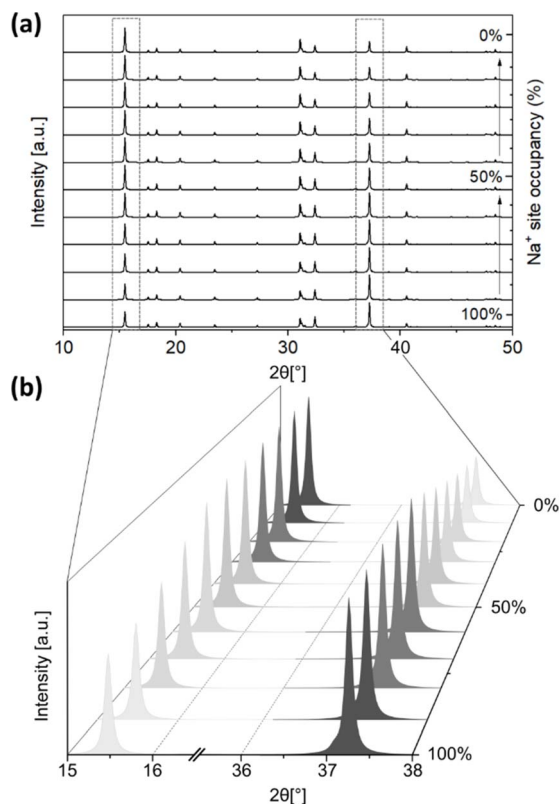 (a)
Intensity [a.u.]
0%
50%
100%
Na⁺ site occupancy (%)
10 20 30 40 50
2θ[°]
(b)
Intensity [a.u.]
0%
50%
100%
15 16 36 37 38
2θ[°]